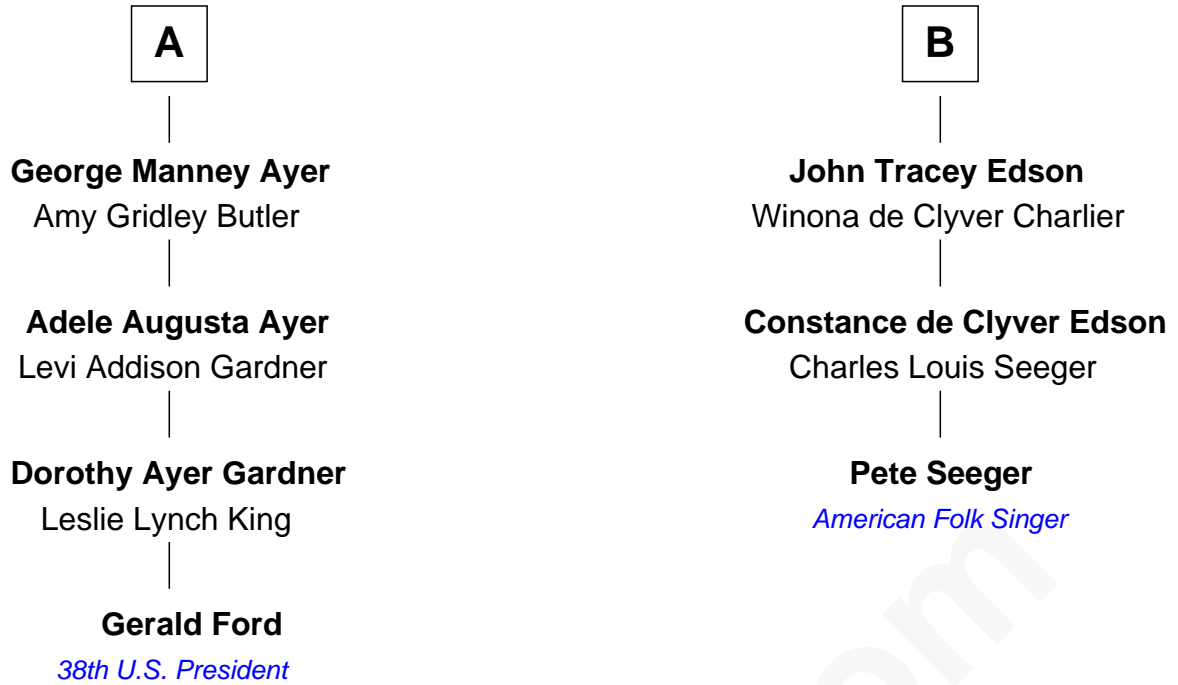 A
George Manney Ayer
Amy Gridley Butler
Adele Augusta Ayer
Levi Addison Gardner
Dorothy Ayer Gardner
Leslie Lynch King
Gerald Ford
38th U.S. President
B
John Tracey Edson
Winona de Clyver Charlier
Constance de Clyver Edson
Charles Louis Seeger
Pete Seeger
American Folk Singer
om